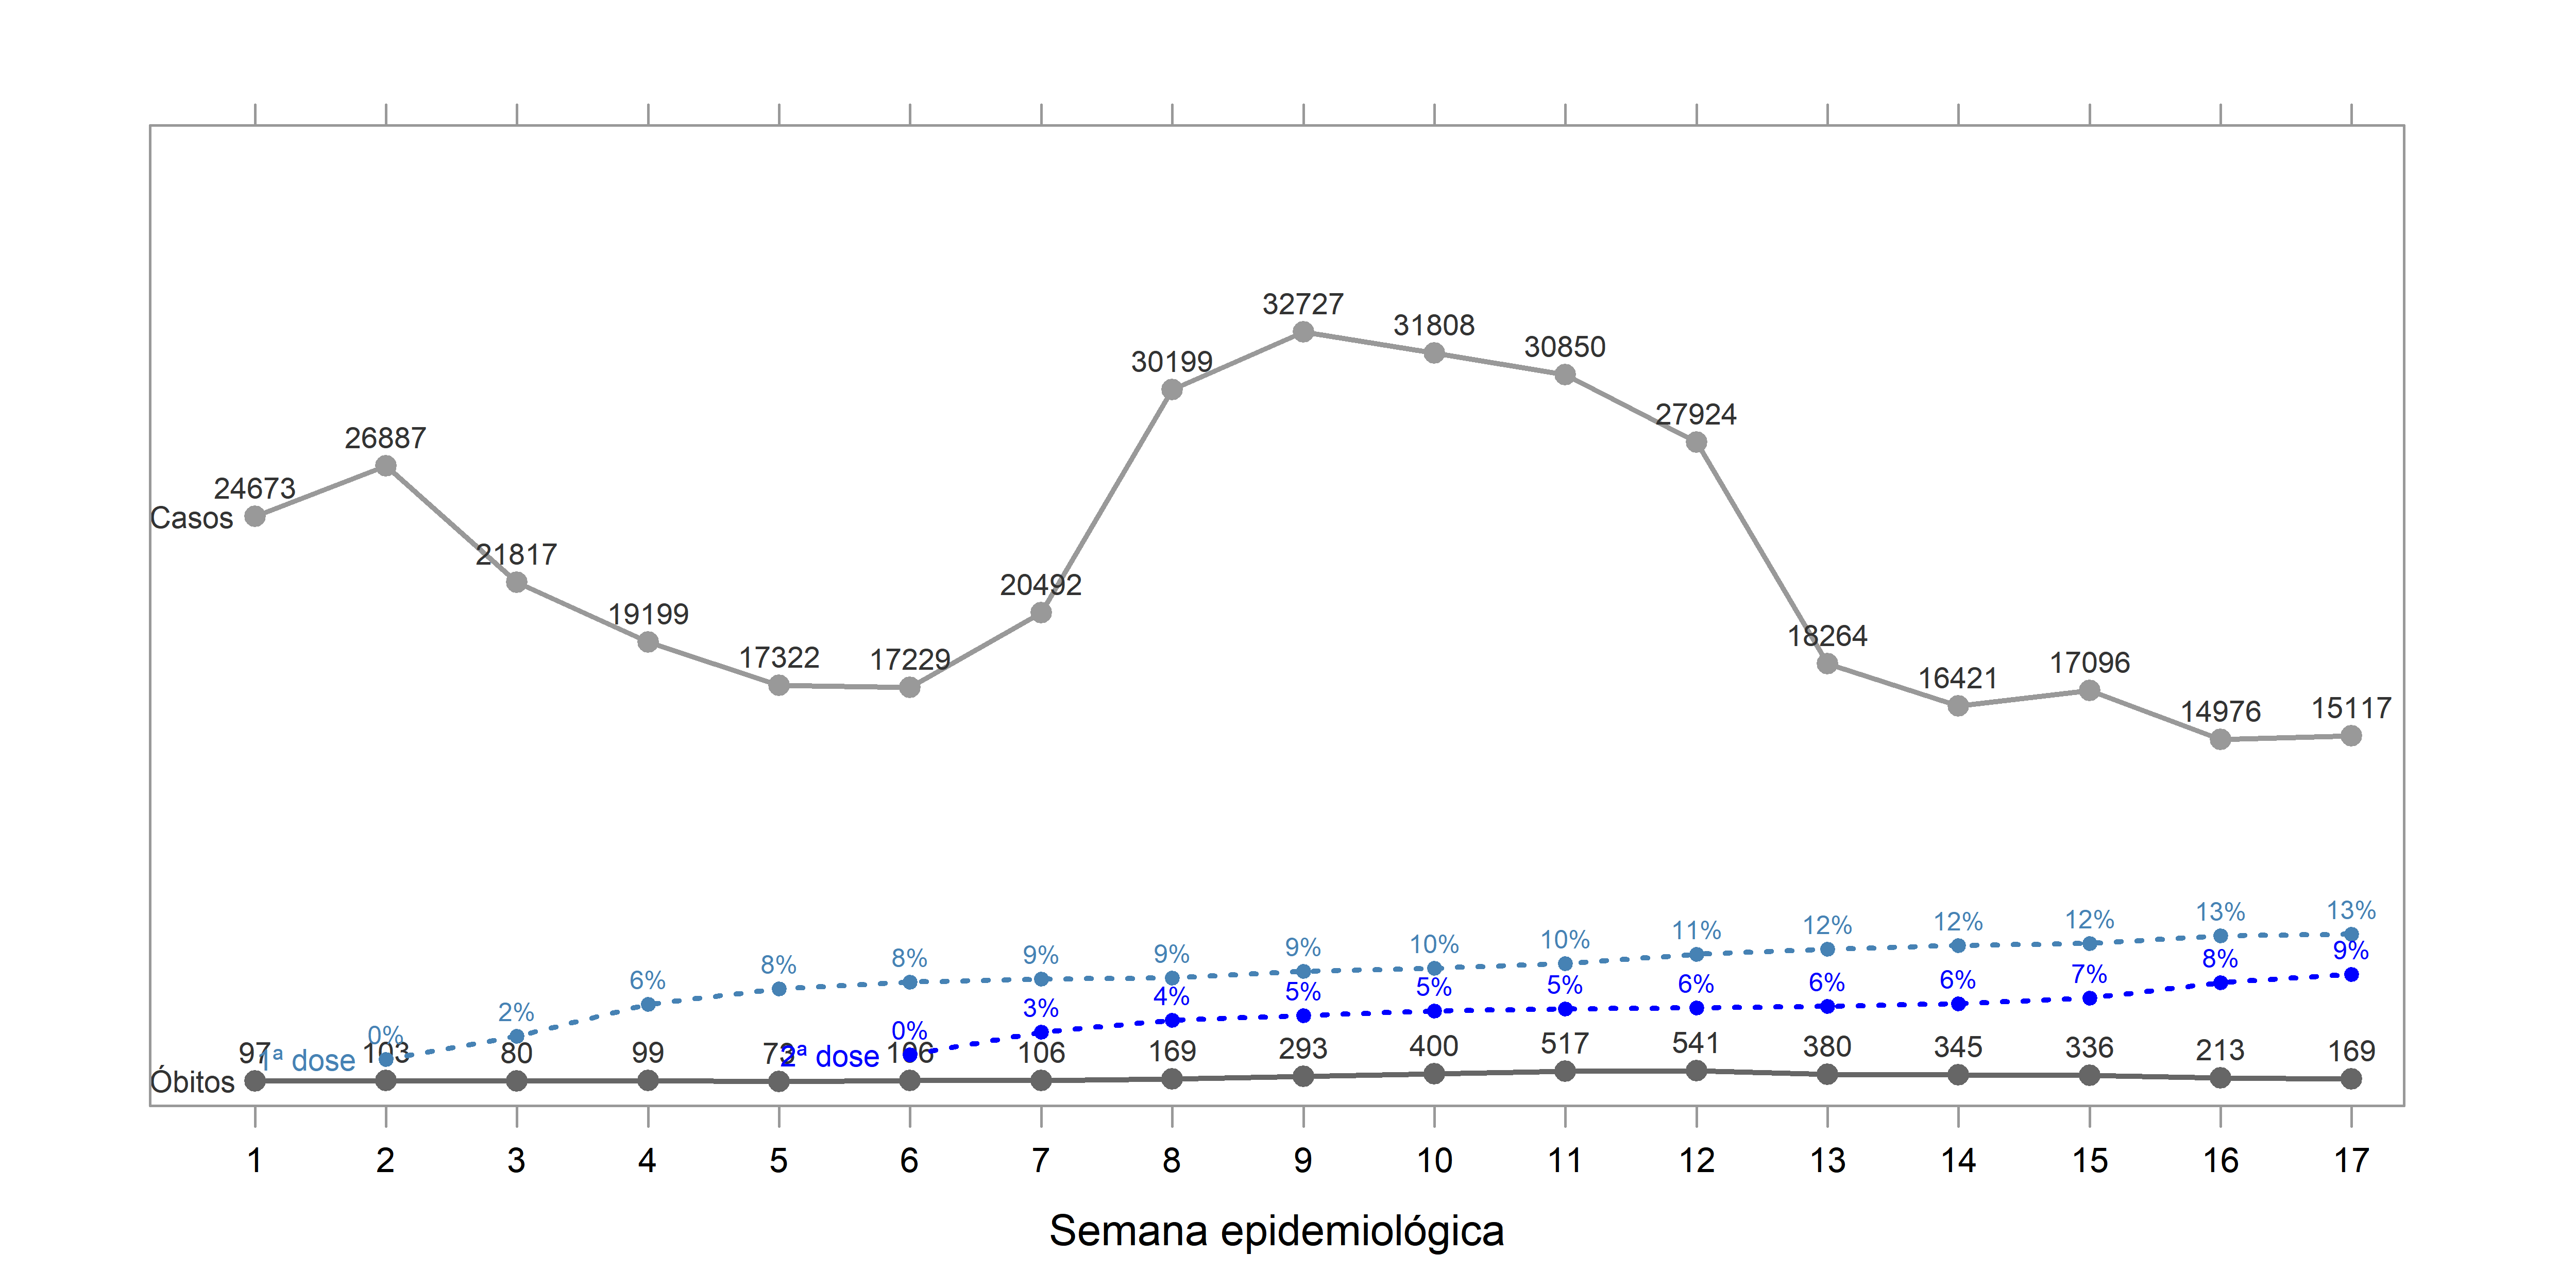 32727
31808
30850
30199
27924
26887
24673
Casos
21817
20492
19199
18264
17322
17229
17096
16421
15117
14976
0% 2% 6% 8% 8% 9% 9% 9% 10% 10% 11% 12% 12% 12% 13% 13%
1ª dose
0% 3% 4% 5% 5% 5% 6% 6% 6% 7% 8% 9%
2ª dose
97 103 80 99 73 106 106 169 293 400 517 541 380 345 336 213 169
Óbitos
1 2 3 4 5 6 7 8 9 10 11 12 13 14 15 16 17
Semana epidemiológica